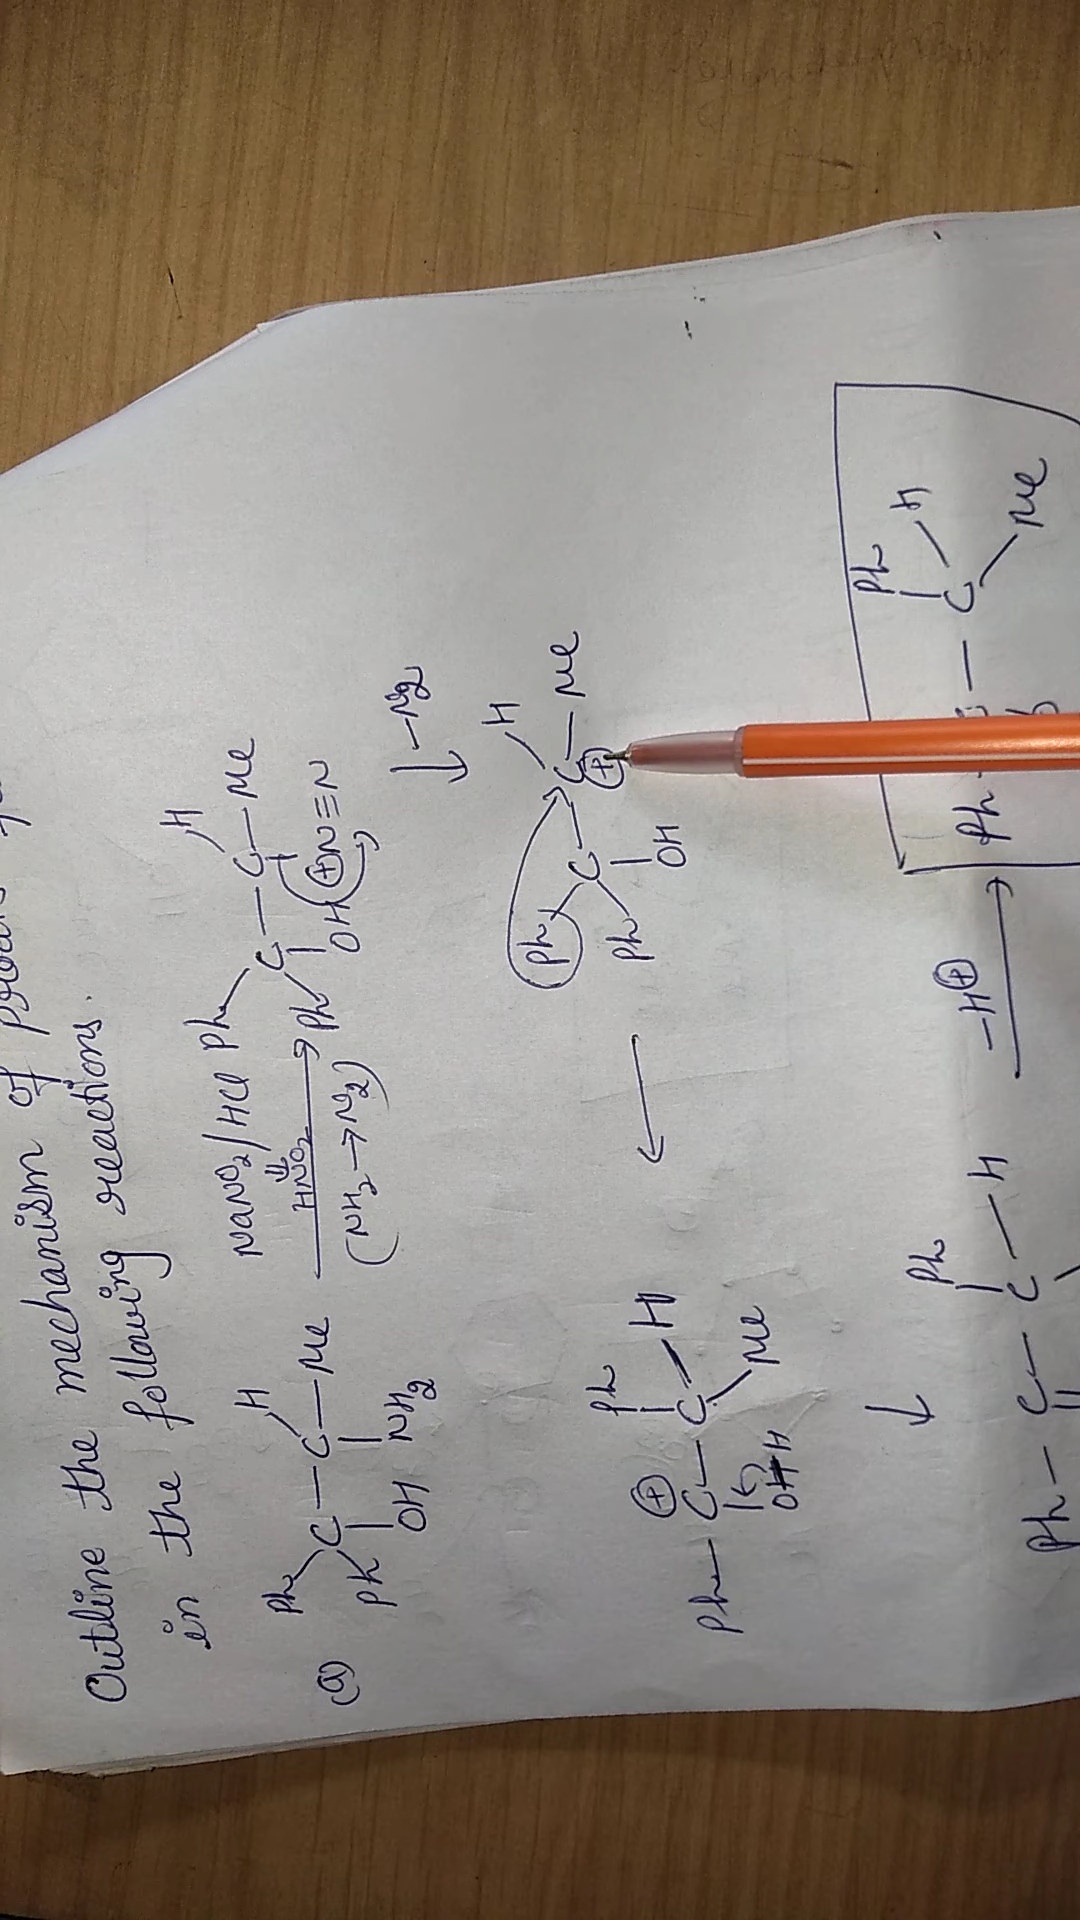 Outline the mechanism of
in the following reactions.
(a) Ph Ph C OH C H Me NH2
NaNO2/HCl
HNO2
(NH2→N2)
Ph Ph C OH C H Me ⊕N≡N
↓ -N2
Ph Ph C OH C H Me ⊕
Ph C ⊕ OH C Ph H Me
Ph C C Ph H
-H⊕
Ph C Ph H Me